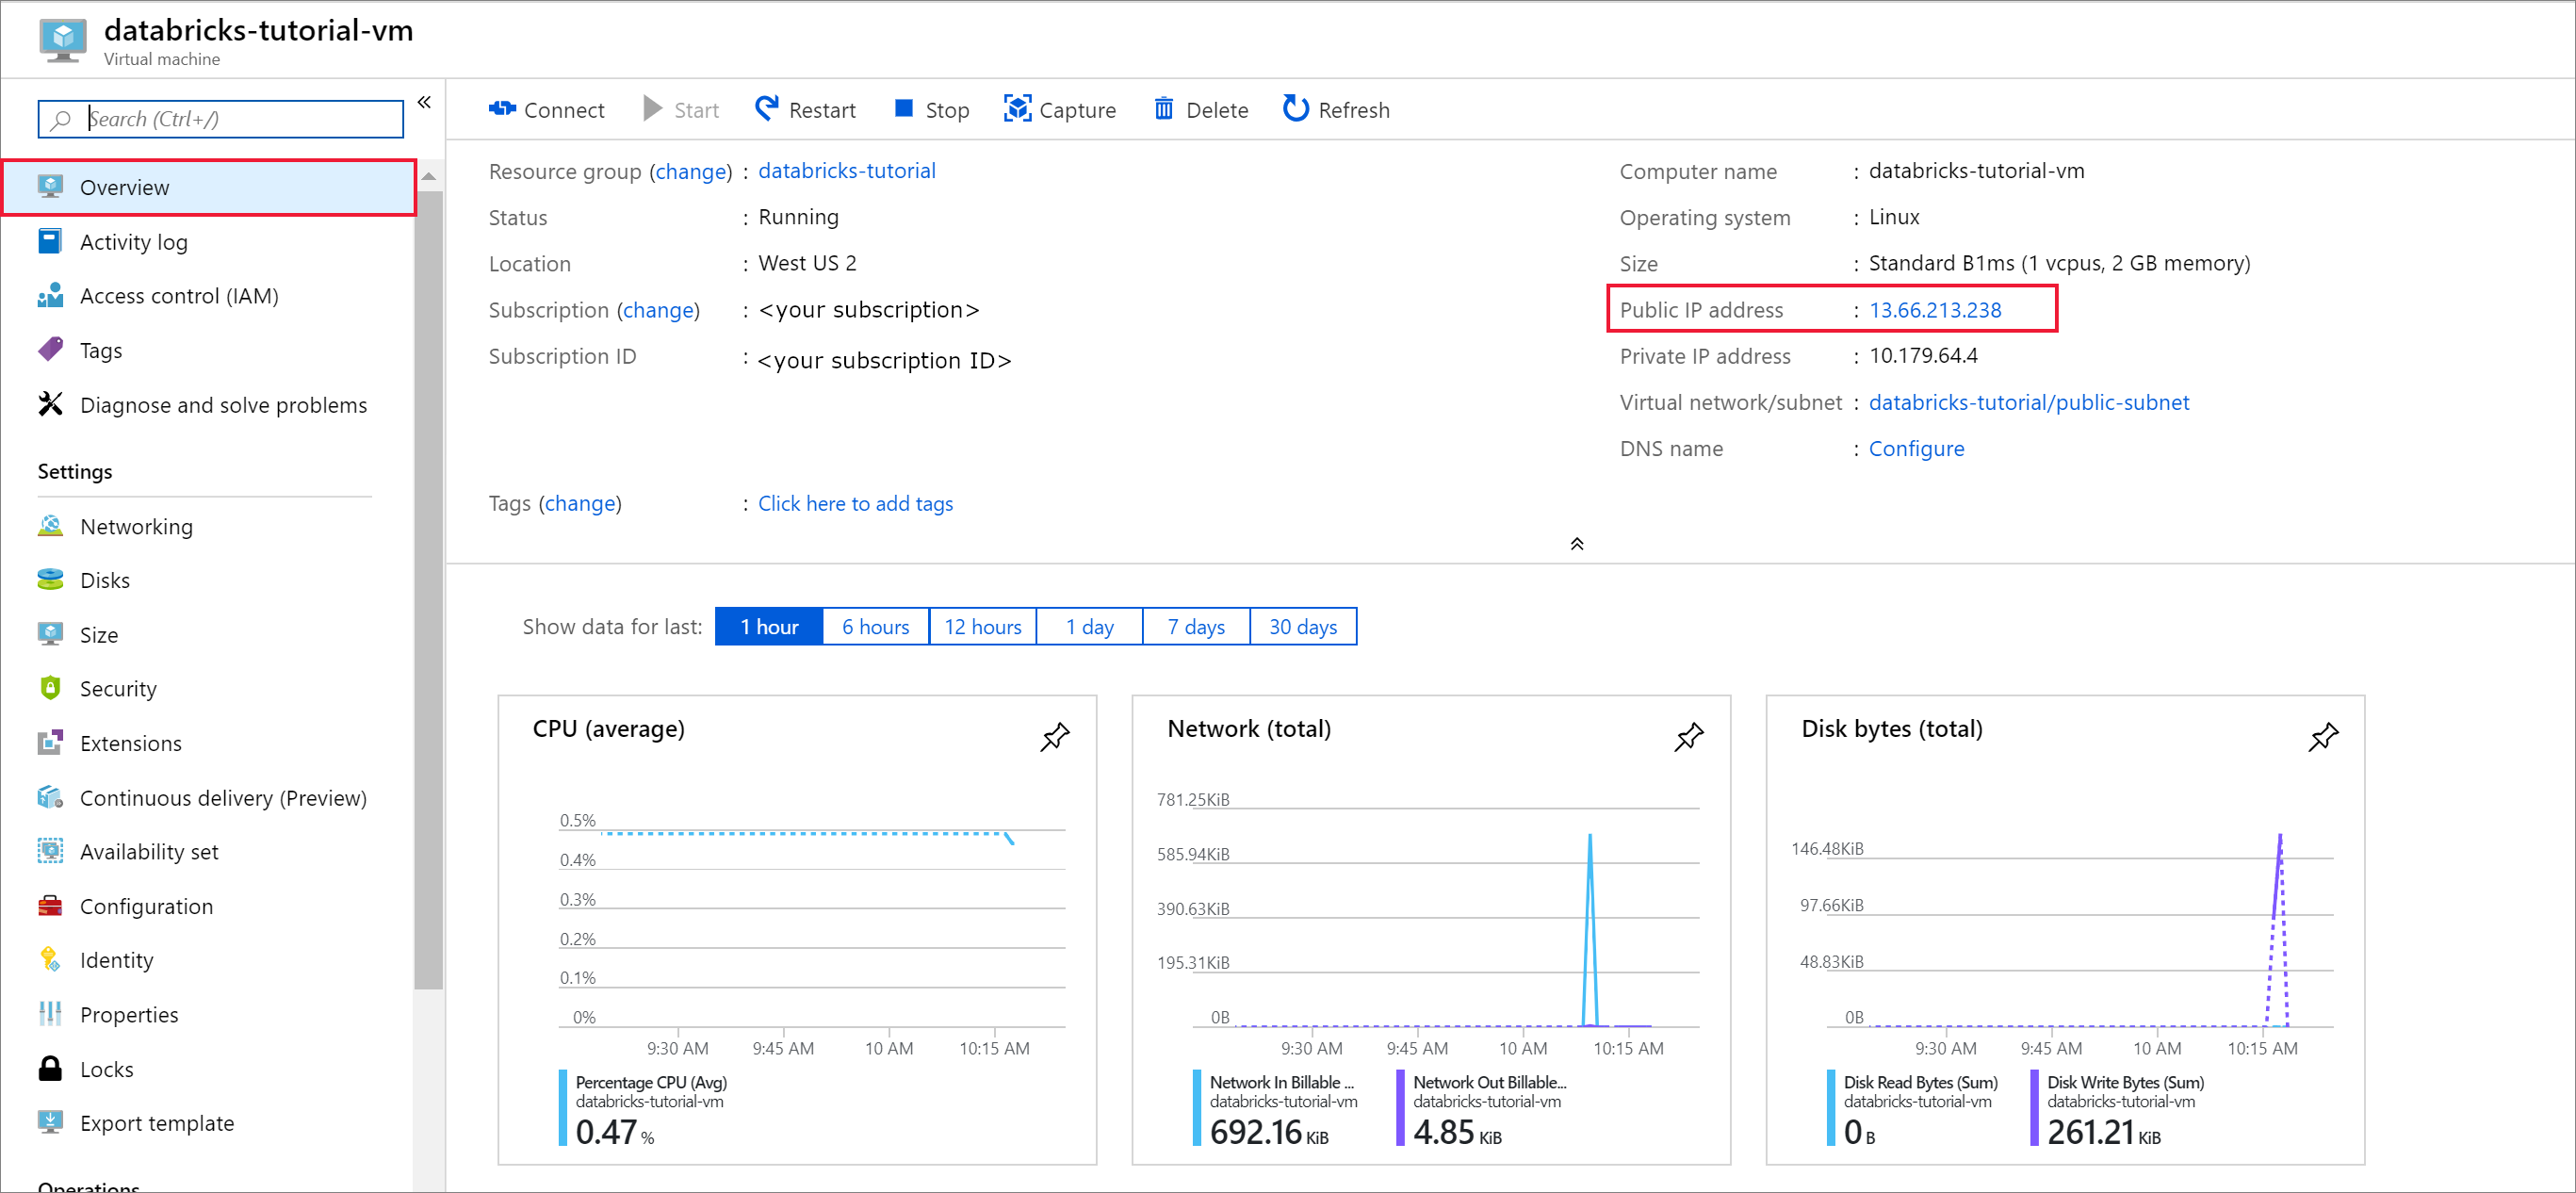 databricks-tutorial-vm
Virtual machine
Search (Ctrl+/)
«
Overview
Activity log
Access control (IAM)
Tags
Diagnose and solve problems
Settings
Networking
Disks
Size
Security
Extensions
Continuous delivery (Preview)
Availability set
Configuration
Identity
Properties
Locks
Export template
Operations
Connect Start Restart Stop Capture Delete Refresh
Resource group (change) : databricks-tutorial
Status : Running
Location : West US 2
Subscription (change) : <your subscription>
Subscription ID : <your subscription ID>
Tags (change) : Click here to add tags
Computer name : databricks-tutorial-vm
Operating system : Linux
Size : Standard B1ms (1 vcpus, 2 GB memory)
Public IP address : 13.66.213.238
Private IP address : 10.179.64.4
Virtual network/subnet : databricks-tutorial/public-subnet
DNS name : Configure
Show data for last: 1 hour 6 hours 12 hours 1 day 7 days 30 days
CPU (average)
0.5%
0.4%
0.3%
0.2%
0.1%
0%
9:30 AM 9:45 AM 10 AM 10:15 AM
Percentage CPU (Avg)
databricks-tutorial-vm
0.47 %
Network (total)
781.25KiB
585.94KiB
390.63KiB
195.31KiB
0B
9:30 AM 9:45 AM 10 AM 10:15 AM
Network In Billable ...
databricks-tutorial-vm
692.16 KiB
Network Out Billable...
databricks-tutorial-vm
4.85 KiB
Disk bytes (total)
146.48KiB
97.66KiB
48.83KiB
0B
9:30 AM 9:45 AM 10 AM 10:15 AM
Disk Read Bytes (Sum)
databricks-tutorial-vm
0 B
Disk Write Bytes (Sum)
databricks-tutorial-vm
261.21 KiB